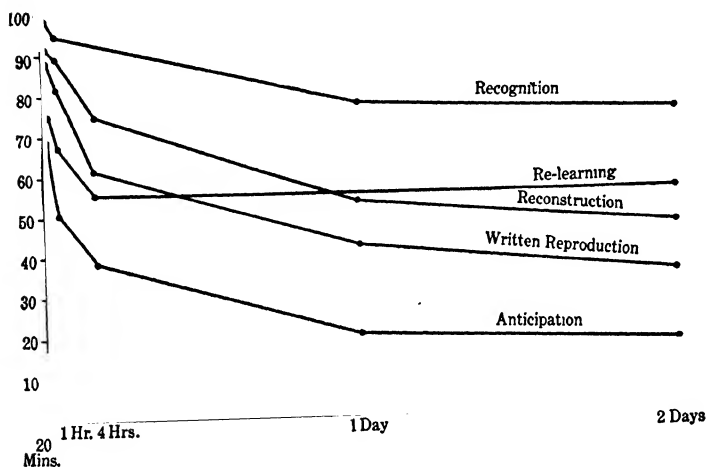 100
90
80
70
60
50
40
30
20
10
Recognition
Re-learning
Reconstruction
Written Reproduction
Anticipation
20 Mins.
1 Hr. 4 Hrs.
1 Day
2 Days